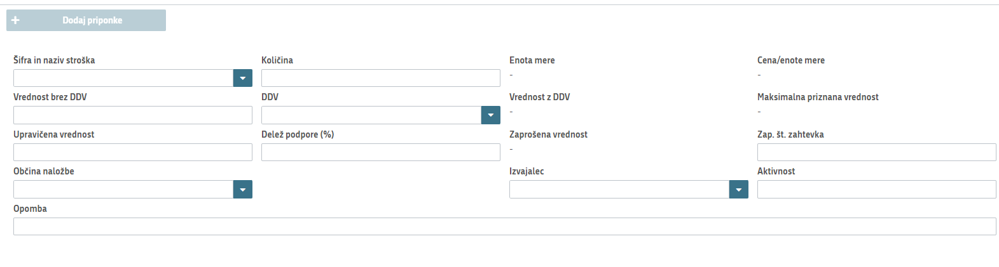 Dodaj priponke
Šifra in naziv stroška Količina Enota mere Cena/enote mere
- -
Vrednost brez DDV DDV Vrednost z DDV Maksimalna priznana vrednost
- -
Upravičena vrednost Delež podpore (%) Zaprošena vrednost Zap. št. zahtevka
-
Občina naložbe Izvajalec Aktivnost
Opomba